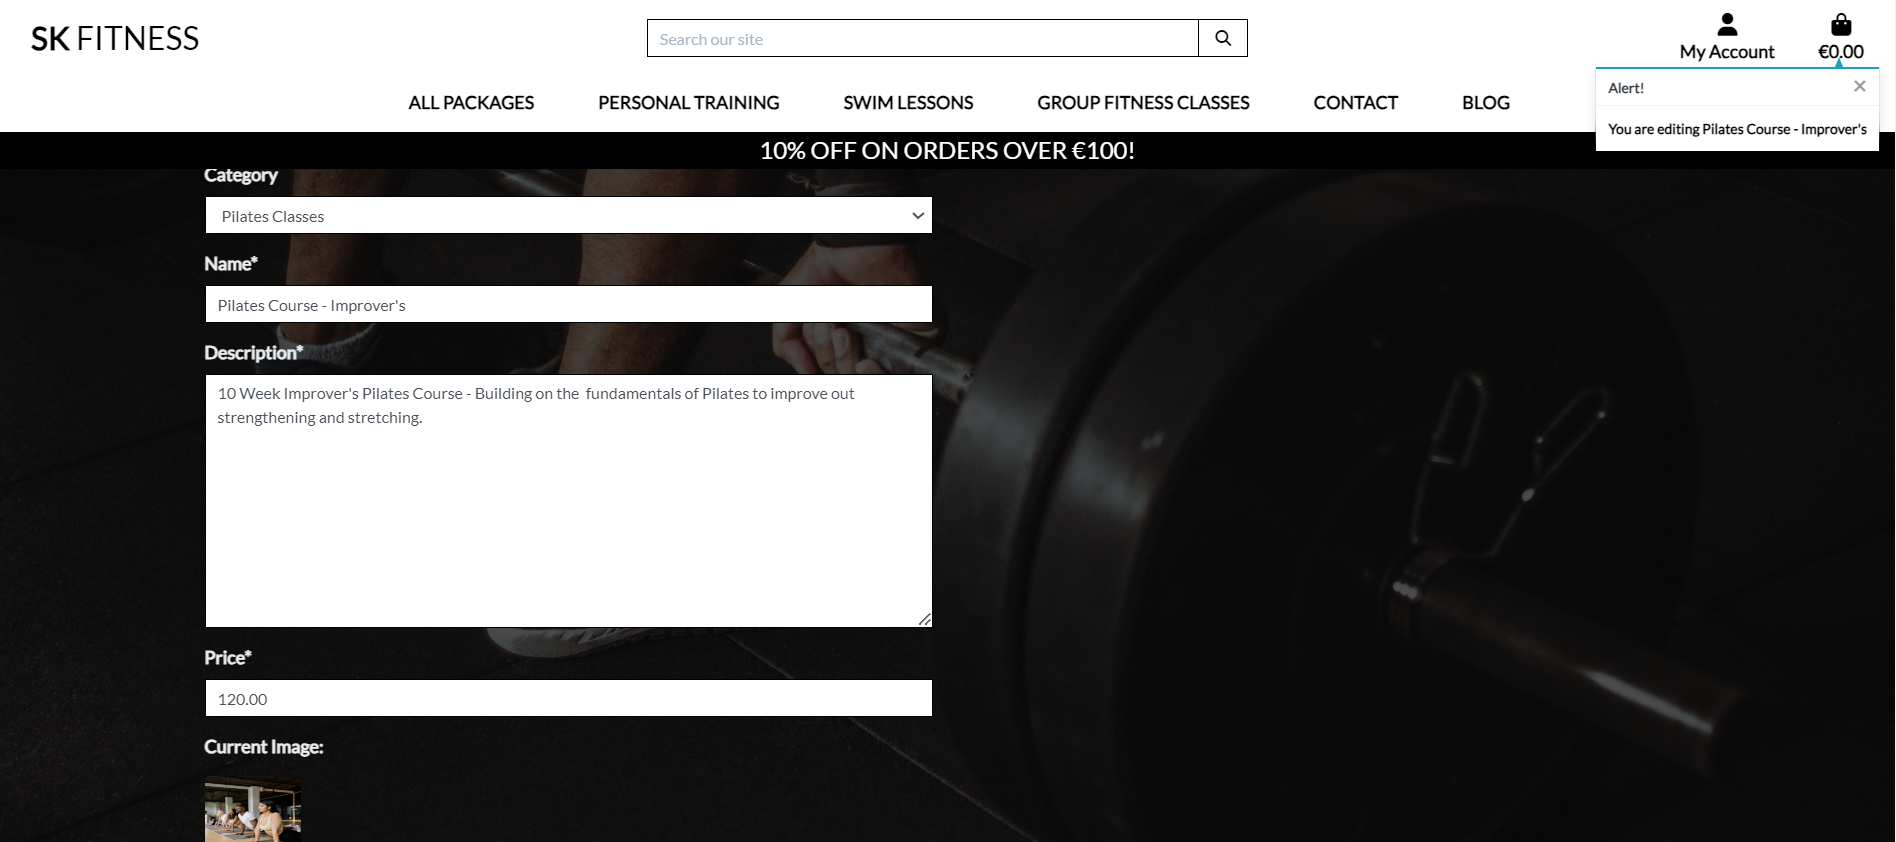 SK FITNESS
Search our site
My Account
€0.00
ALL PACKAGES
PERSONAL TRAINING
SWIM LESSONS
GROUP FITNESS CLASSES
CONTACT
BLOG
Alert!
You are editing Pilates Course - Improver's
10% OFF ON ORDERS OVER €100!
Category
Pilates Classes
Name*
Pilates Course - Improver's
Description*
10 Week Improver's Pilates Course - Building on the  fundamentals of Pilates to improve out
strengthening and stretching.
Price*
120.00
Current Image: